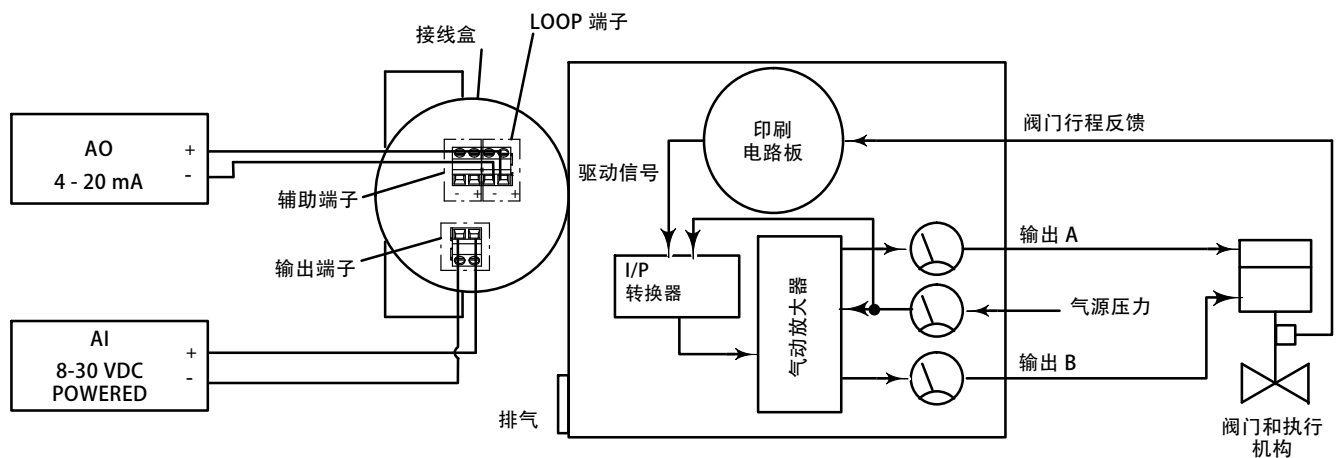 接线盒
LOOP 端子
AO
4 - 20 mA
+
-
辅助端子
- + - +
输出端子
AI
8-30 VDC
POWERED
+
-
印刷
电路板
驱动信号
阀门行程反馈
I/P
转换器
气动放大器
输出 A
气源压力
输出 B
排气
阀门和执行
机构